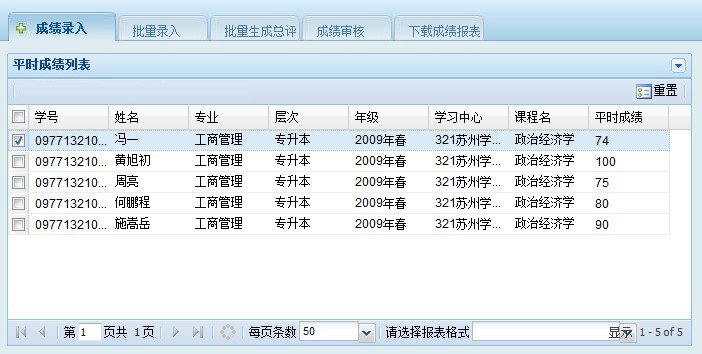 成绩录入 批量录入 批量生成总评 成绩审核 下载成绩报表
平时成绩列表
重置
学号 姓名 专业 层次 年级 学习中心 课程名 平时成绩
097713210... 冯一 工商管理 专升本 2009年春 321苏州学... 政治经济学 74
097713210... 黄旭初 工商管理 专升本 2009年春 321苏州学... 政治经济学 100
097713210... 周亮 工商管理 专升本 2009年春 321苏州学... 政治经济学 75
097713210... 何鹏程 工商管理 专升本 2009年春 321苏州学... 政治经济学 80
097713210... 施嵩岳 工商管理 专升本 2009年春 321苏州学... 政治经济学 90
第 1 页共 1 页 每页条数 50 请选择报表格式 显示 1 - 5 of 5